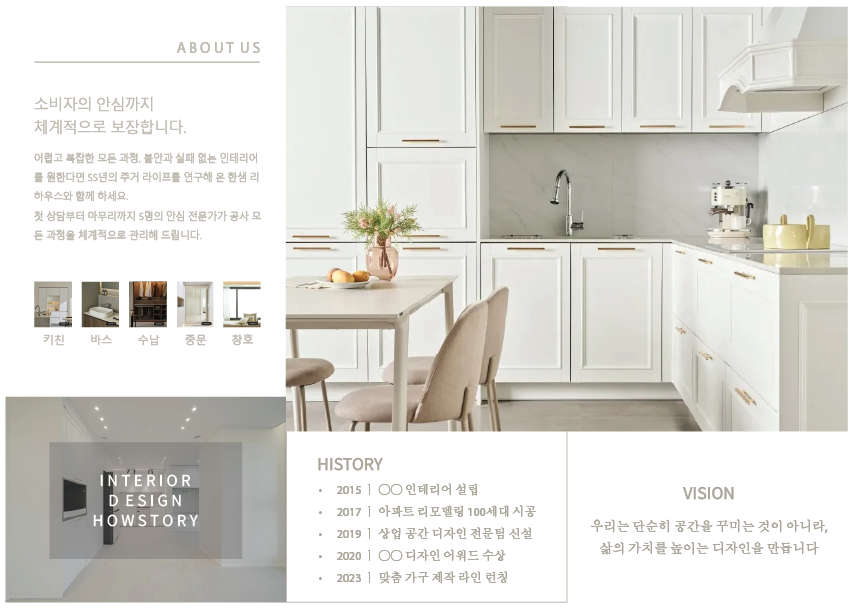 ABOUT US
소비자의 안심까지
체계적으로 보장합니다.
어렵고 복잡한 모든 과정, 불안과 실패 없는 인테리어
를 원한다면 55년의 주거 라이프를 연구해 온 한샘 리
하우스와 함께 하세요.
첫 상담부터 마무리까지 5명의 안심 전문가가 공사 모
든 과정을 체계적으로 관리해 드립니다.
키친 바스 수납 중문 창호
INTERIOR
DESIGN
HOWSTORY
HISTORY
• 2015 ㅣ 〇〇 인테리어 설립
• 2017 ㅣ 아파트 리모델링 100세대 시공
• 2019 ㅣ 상업 공간 디자인 전문팀 신설
• 2020 ㅣ 〇〇 디자인 어워드 수상
• 2023 ㅣ 맞춤 가구 제작 라인 런칭
VISION
우리는 단순히 공간을 꾸미는 것이 아니라,
삶의 가치를 높이는 디자인을 만듭니다